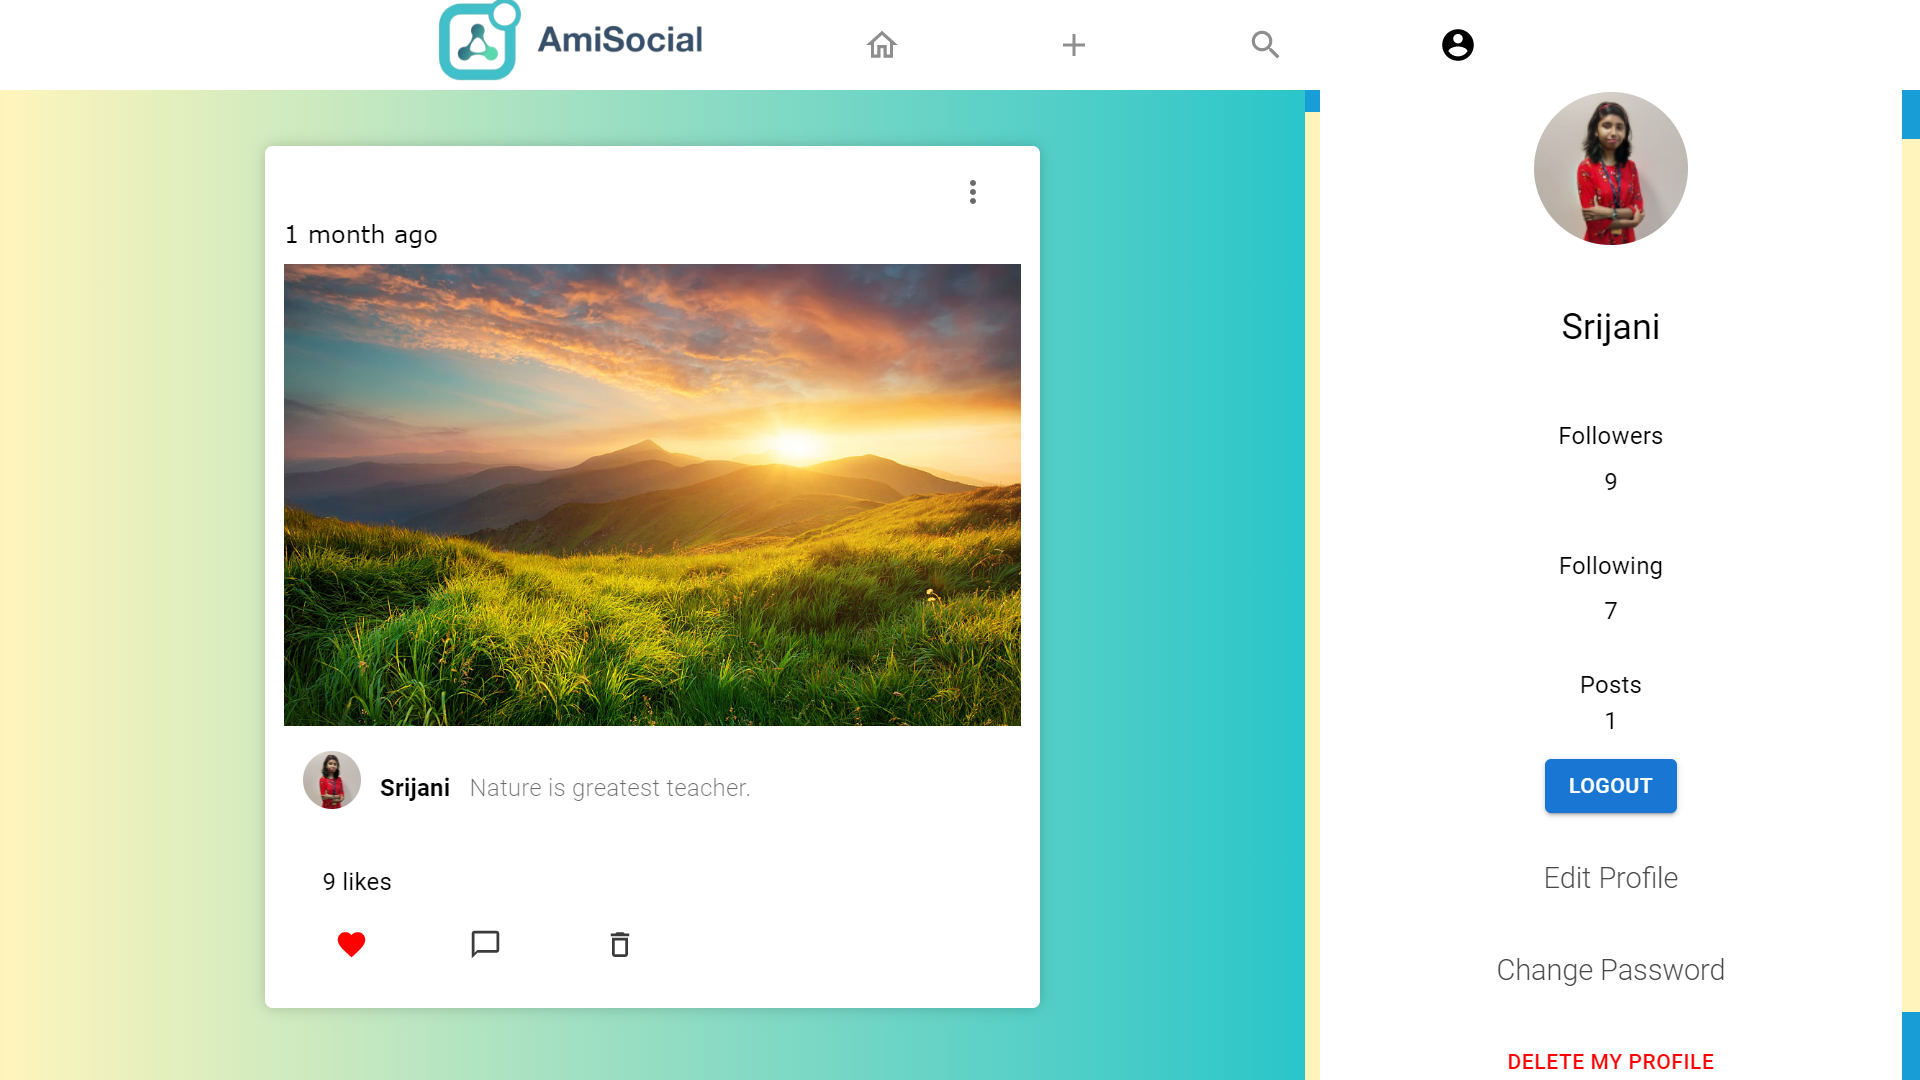 AmiSocial
1 month ago
Srijani Nature is greatest teacher.
9 likes
Srijani
Followers
9
Following
7
Posts
1
LOGOUT
Edit Profile
Change Password
DELETE MY PROFILE